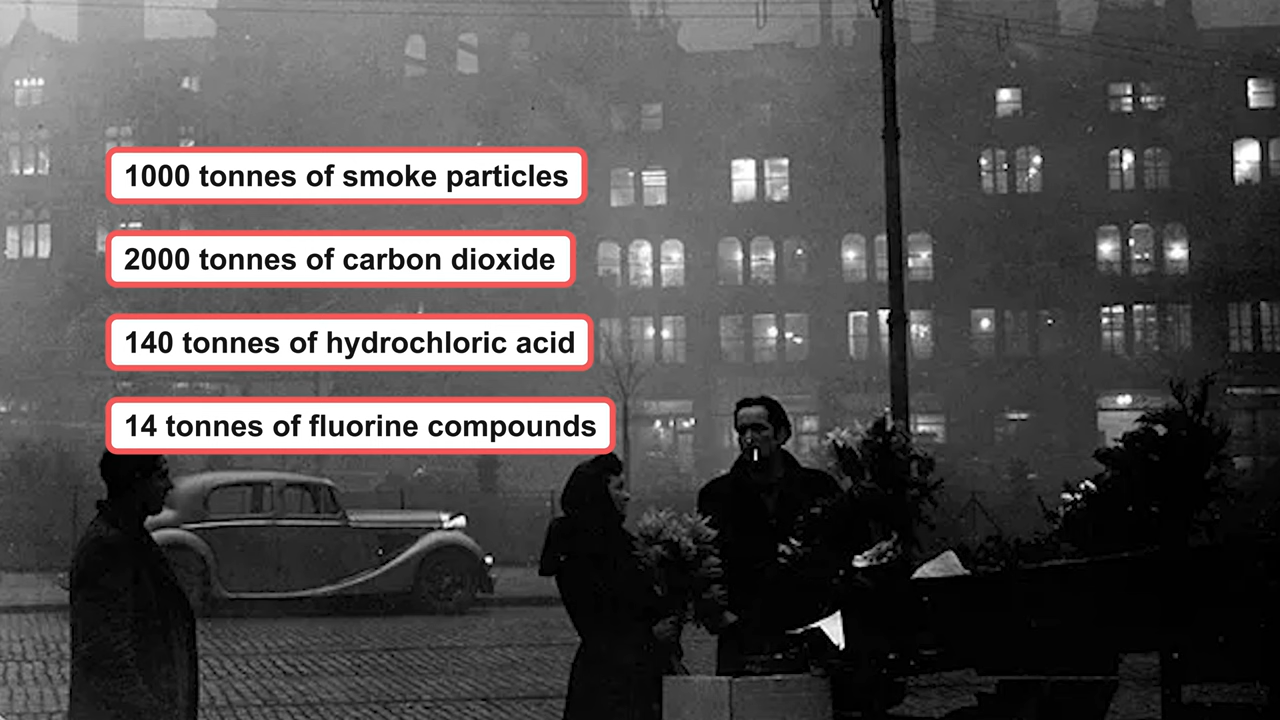 1000 tonnes of smoke particles
2000 tonnes of carbon dioxide
140 tonnes of hydrochloric acid
14 tonnes of fluorine compounds